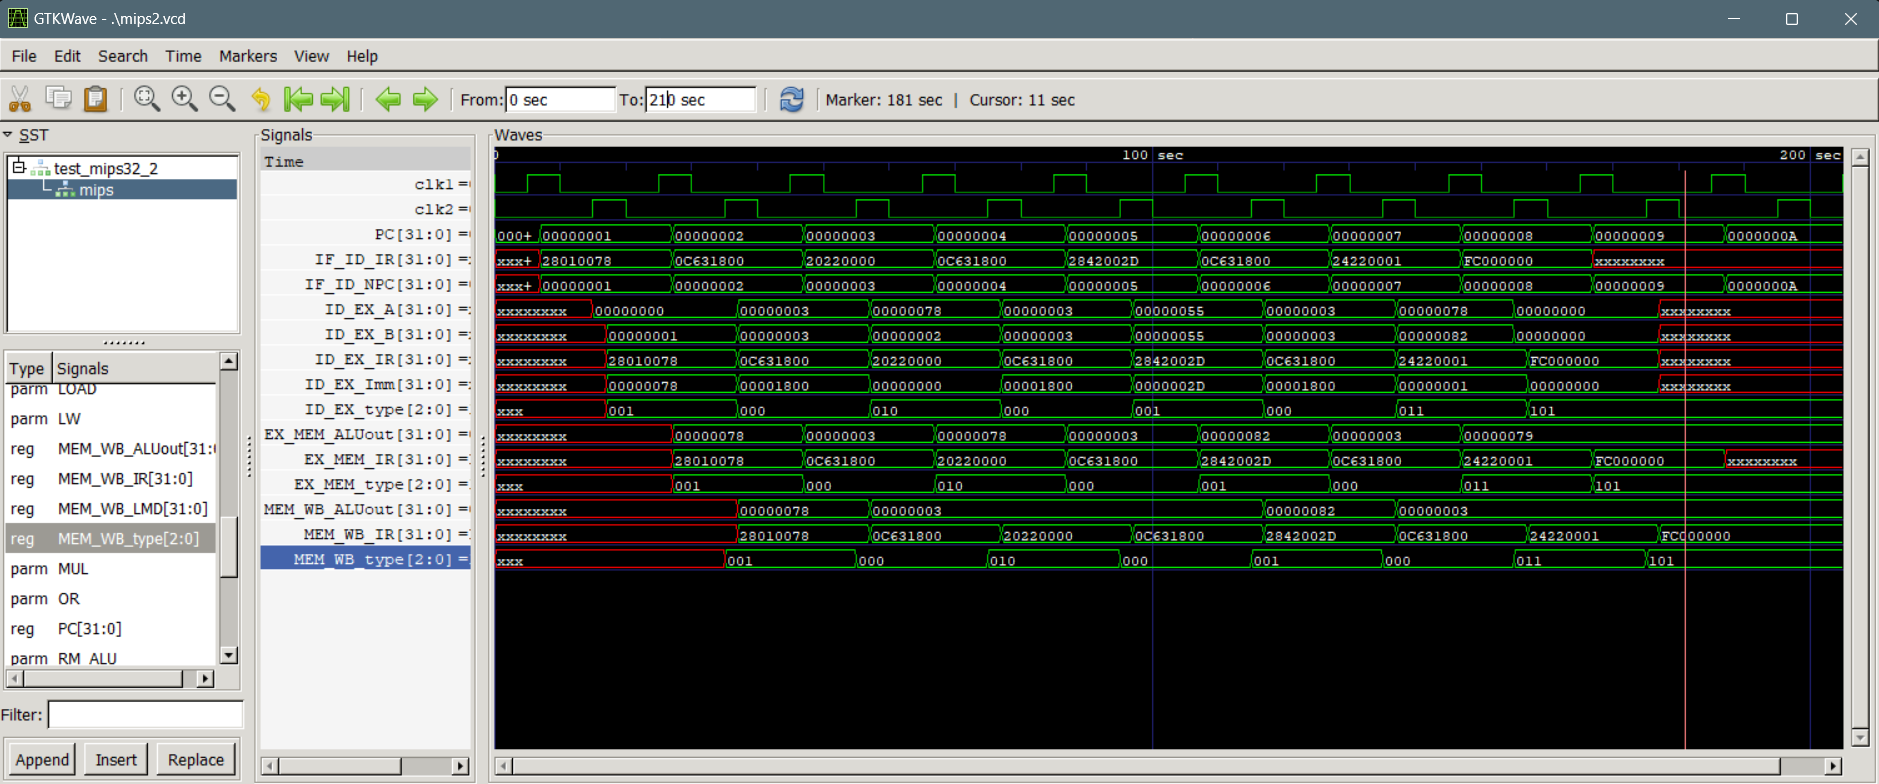 GTKWave - .\mips2.vcd
File Edit Search Time Markers View Help
From: 0 sec To: 210 sec Marker: 181 sec | Cursor: 11 sec
SST
test_mips32_2
mips
Type Signals
parm LOAD
parm LW
reg MEM_WB_ALUout[31:
reg MEM_WB_IR[31:0]
reg MEM_WB_LMD[31:0]
reg MEM_WB_type[2:0]
parm MUL
parm OR
reg PC[31:0]
parm RM_ALU
Filter:
Append Insert Replace
Signals
Time
clk1 =
clk2 =
PC[31:0] =
IF_ID_IR[31:0] =
IF_ID_NPC[31:0] =
ID_EX_A[31:0] =
ID_EX_B[31:0] =
ID_EX_IR[31:0] =
ID_EX_Imm[31:0] =
ID_EX_type[2:0] =
EX_MEM_ALUout[31:0] =
EX_MEM_IR[31:0] =
EX_MEM_type[2:0] =
MEM_WB_ALUout[31:0] =
MEM_WB_IR[31:0] =
MEM_WB_type[2:0] =
Waves
0 100 sec 200 sec
000+ 00000001 00000002 00000003 00000004 00000005 00000006 00000007 00000008 00000009 0000000A
xxx+ 28010078 0C631800 20220000 0C631800 2842002D 0C631800 24220001 FC000000 xxxxxxxx
xxx+ 00000001 00000002 00000003 00000004 00000005 00000006 00000007 00000008 00000009 0000000A
xxxxxxxx 00000000 00000003 00000078 00000003 00000055 00000003 00000078 00000000 xxxxxxxx
xxxxxxxx 00000001 00000003 00000002 00000003 00000055 00000003 00000082 00000000 xxxxxxxx
xxxxxxxx 28010078 0C631800 20220000 0C631800 2842002D 0C631800 24220001 FC000000 xxxxxxxx
xxxxxxxx 00000078 00001800 00000000 00001800 0000002D 00001800 00000001 00000000 xxxxxxxx
xxx 001 000 010 000 001 000 011 101
xxxxxxxx 00000078 00000003 00000078 00000003 00000082 00000003 00000079
xxxxxxxx 28010078 0C631800 20220000 0C631800 2842002D 0C631800 24220001 FC000000 xxxxxxxx
xxx 001 000 010 000 001 000 011 101
xxxxxxxx 00000078 00000003 00000082 00000003
xxxxxxxx 28010078 0C631800 20220000 0C631800 2842002D 0C631800 24220001 FC000000
xxx 001 000 010 000 001 000 011 101